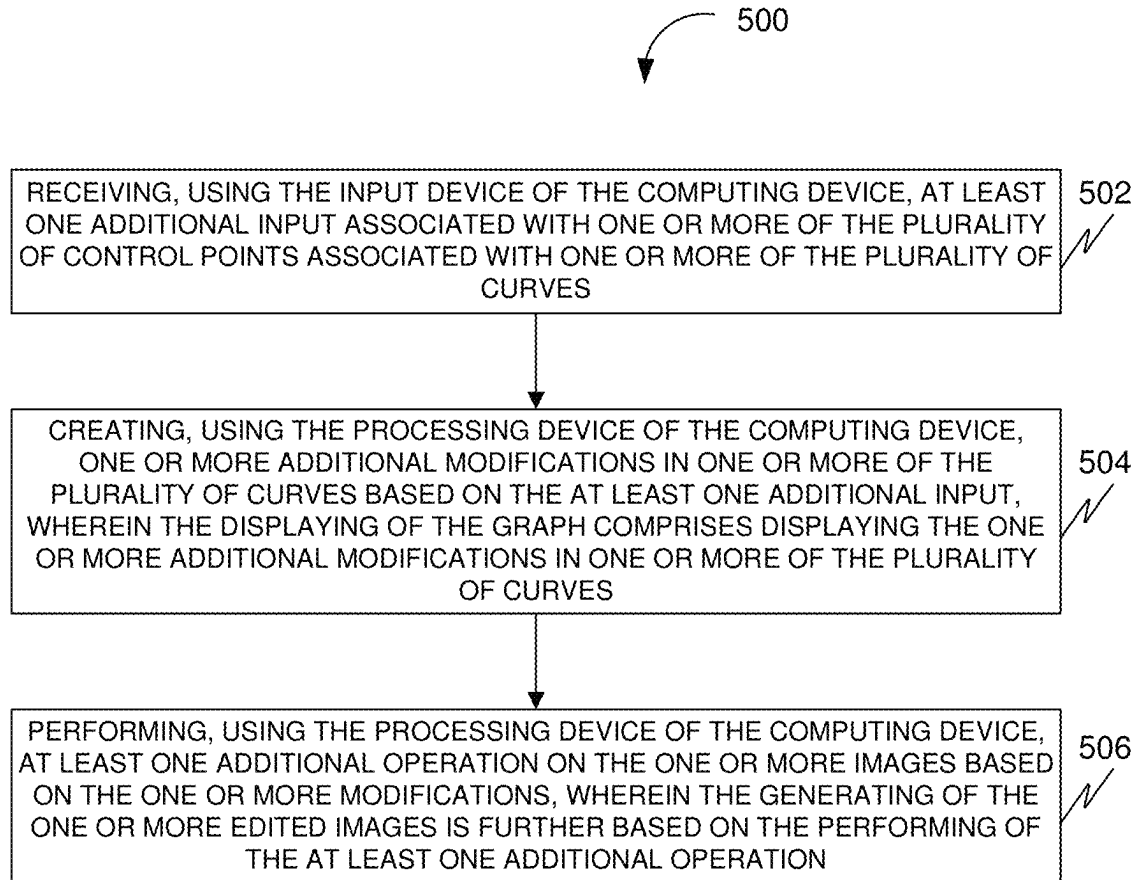 500
RECEIVING, USING THE INPUT DEVICE OF THE COMPUTING DEVICE, AT LEAST
ONE ADDITIONAL INPUT ASSOCIATED WITH ONE OR MORE OF THE PLURALITY
OF CONTROL POINTS ASSOCIATED WITH ONE OR MORE OF THE PLURALITY OF
CURVES
502
CREATING, USING THE PROCESSING DEVICE OF THE COMPUTING DEVICE,
ONE OR MORE ADDITIONAL MODIFICATIONS IN ONE OR MORE OF THE
PLURALITY OF CURVES BASED ON THE AT LEAST ONE ADDITIONAL INPUT,
WHEREIN THE DISPLAYING OF THE GRAPH COMPRISES DISPLAYING THE ONE
OR MORE ADDITIONAL MODIFICATIONS IN ONE OR MORE OF THE PLURALITY
OF CURVES
504
PERFORMING, USING THE PROCESSING DEVICE OF THE COMPUTING DEVICE,
AT LEAST ONE ADDITIONAL OPERATION ON THE ONE OR MORE IMAGES BASED
ON THE ONE OR MORE MODIFICATIONS, WHEREIN THE GENERATING OF THE
ONE OR MORE EDITED IMAGES IS FURTHER BASED ON THE PERFORMING OF
THE AT LEAST ONE ADDITIONAL OPERATION
506